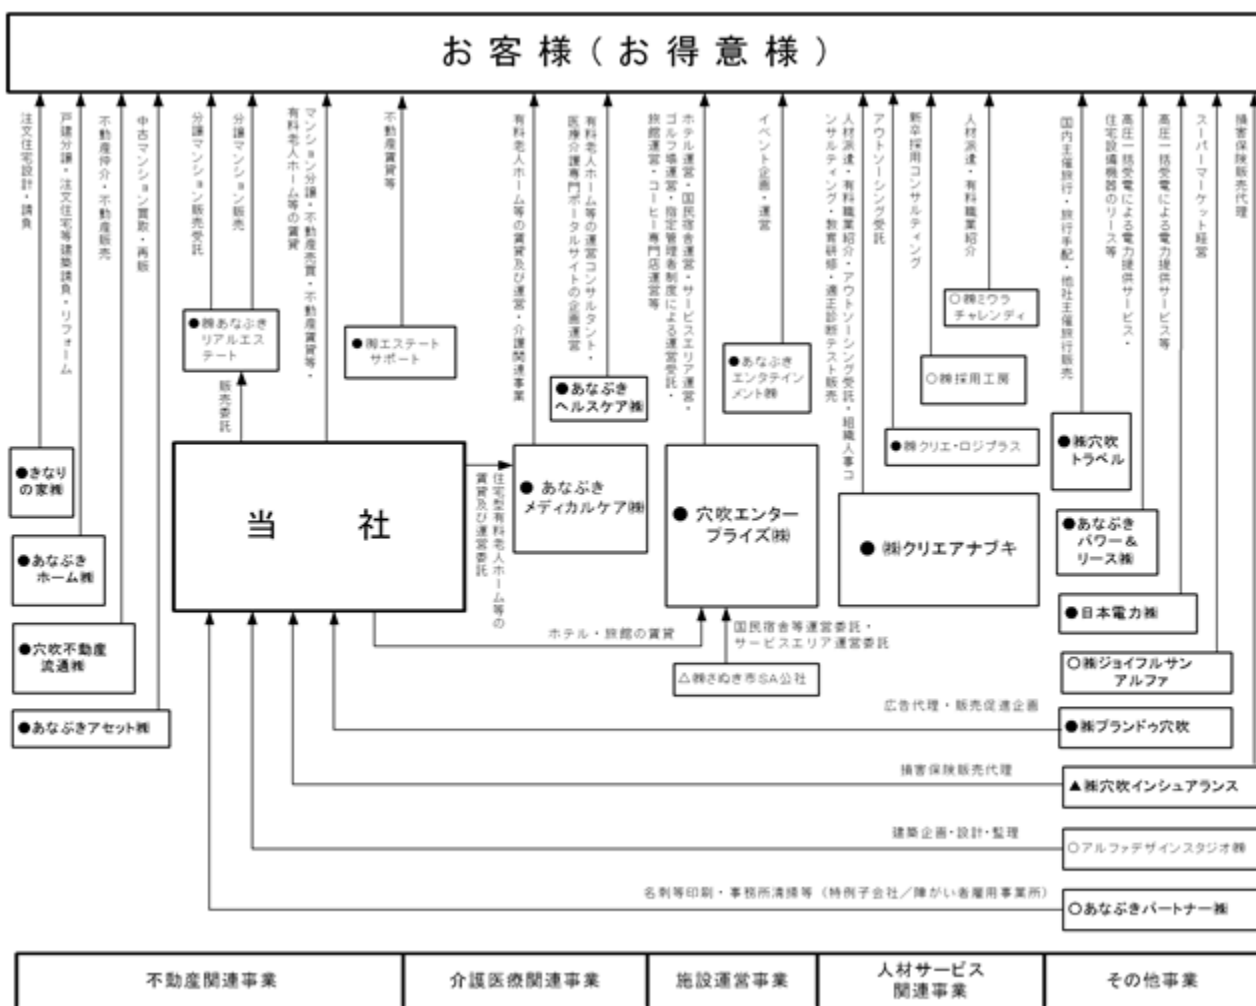 お客様(お得意様)
注文住宅設計・請負
戸建分譲・注文住宅等建築請負・リフォーム
不動産仲介・不動産販売
中古マンション買取・再販
分譲マンション販売受託
分譲マンション販売
マンション分譲・不動産売買・不動産賃貸等・
有料老人ホーム等の賃貸
不動産賃貸等
有料老人ホーム等の賃貸及び運営・介護関連事業
有料老人ホーム等の運営コンサルタント・
医療介護専門ポータルサイトの企画運営
ホテル運営・国民宿舎運営・サービスエリア運営・
ゴルフ場運営・指定管理者制度による運営受託・
旅館運営・コーヒー専門店運営等
イベント企画・運営
人材派遣・有料職業紹介・アウトソーシング受託・組織人事コ
ンサルティング・教育研修・適正診断テスト販売
アウトソーシング受託
新卒採用コンサルティング
人材派遣・有料職業紹介
国内主催旅行・旅行手配・他社主催旅行販売
高圧一括受電による電力提供サービス・
住宅設備機器のリース等
高圧一括受電による電力提供サービス等
スーパーマーケット経営
損害保険販売代理
●㈱あなぶき
リアルエス
テート
販売委託
●㈲エステート
サポート
●あなぶき
ヘルスケア㈱
●あなぶき
エンタテイン
メント㈱
○㈱ミウラ
チャレンディ
○㈱採用工房
●㈱クリエ・ロジプラス
●㈱穴吹
トラベル
●きなり
の家㈱
当 社
住宅型有料老人ホーム等の
賃貸及び運営委託
● あなぶき
メディカルケア㈱
● 穴吹エンター
プライズ㈱
● ㈱クリエアナブキ
●あなぶき
パワー&
リース㈱
●あなぶき
ホーム㈱
●日本電力㈱
●穴吹不動産
流通㈱
ホテル・旅館の賃貸
国民宿舎等運営委託・
サービスエリア運営委託
△㈱さぬき市SA公社
○㈱ジョイフルサン
アルファ
●あなぶきアセット㈱
広告代理・販売促進企画
●㈱ブランドゥ穴吹
損害保険販売代理
▲㈱穴吹インシュアランス
建築企画・設計・監理
○アルファデザインスタジオ㈱
名刺等印刷・事務所清掃等(特例子会社/障がい者雇用事業所)
○あなぶきパートナー㈱
不動産関連事業
介護医療関連事業
施設運営事業
人材サービス
関連事業
その他事業